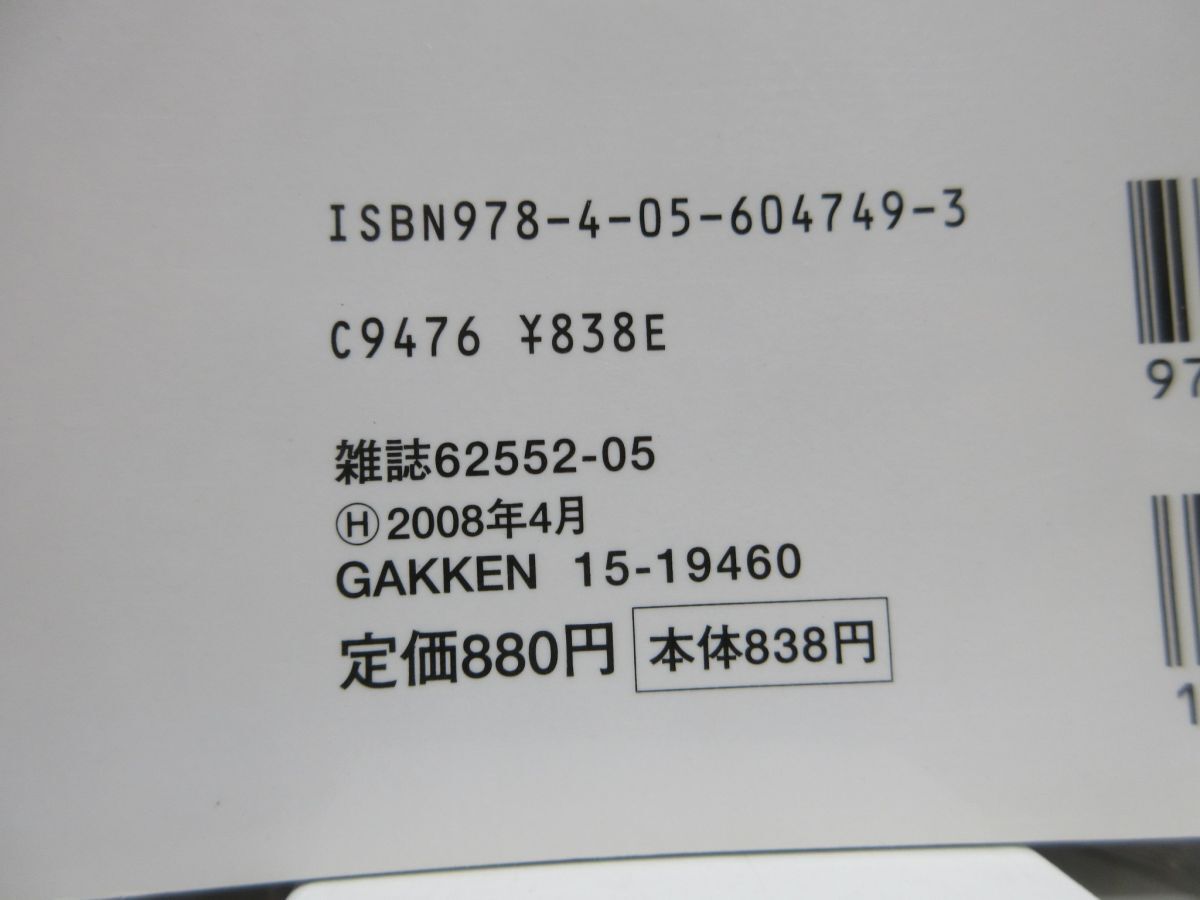 ISBN978-4-05-604749-3
C9476 ¥838E
雑誌62552-05
Ⓗ2008年4月
GAKKEN 15-19460
定価880円 本体838円
97
1